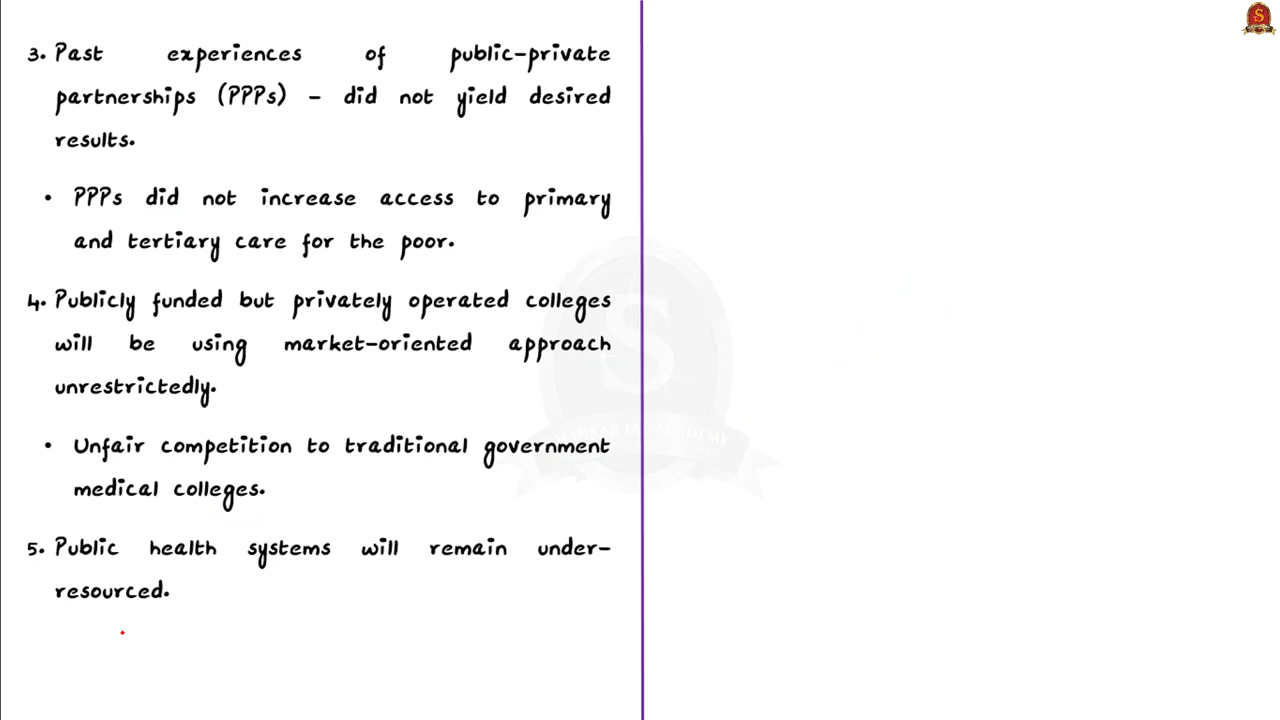 3. Past experiences of public-private
partnerships (PPPs) - did not yield desired
results.
• PPPs did not increase access to primary
and tertiary care for the poor.
4. Publicly funded but privately operated colleges
will be using market-oriented approach
unrestrictedly.
• Unfair competition to traditional government
medical colleges.
5. Public health systems will remain under-
resourced.